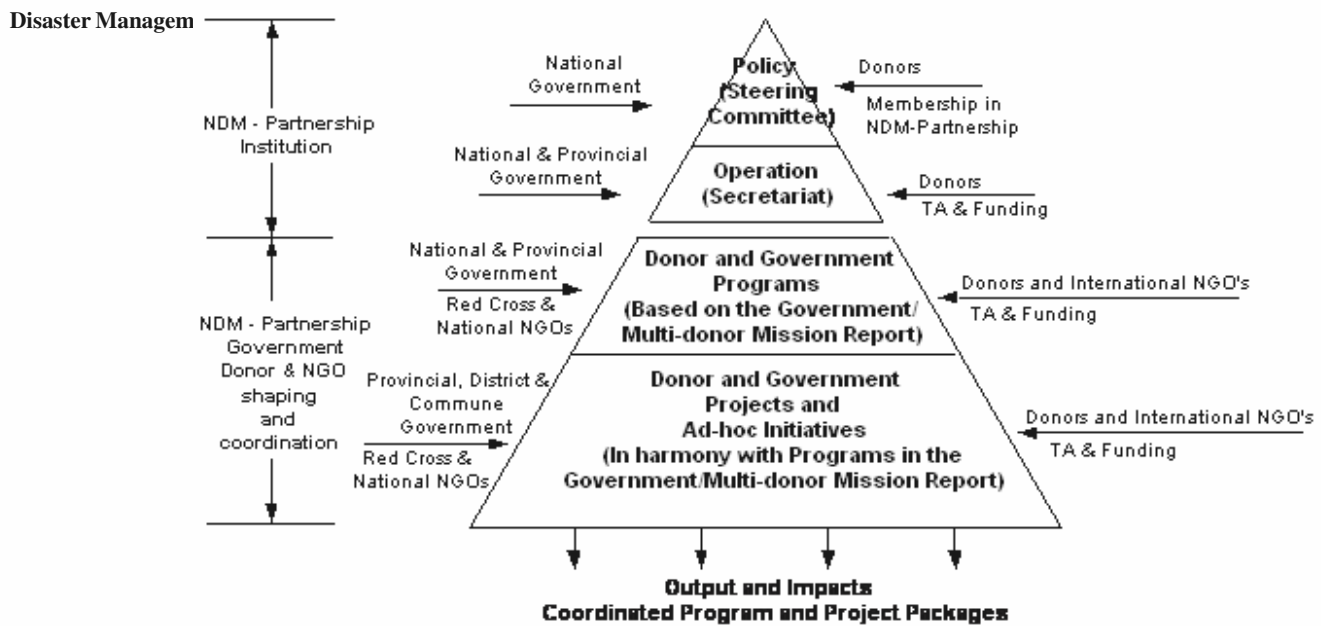 Disaster Managem
NDM - Partnership
Institution
National
Government
Policy
(Steering
Committee)
Donors
Membership in
NDM-Partnership
National & Provincial
Government
Operation
(Secretariat)
Donors
TA & Funding
NDM - Partnership
Government
Donor & NGO
shaping
and
coordination
National & Provincial
Government
Red Cross &
National NGOs
Donor and Government
Programs
(Based on the Government/
Multi-donor Mission Report)
Donors and International NGO's
TA & Funding
Provincial, District &
Commune
Government
Red Cross &
National NGOs
Donor and Government
Projects and
Ad-hoc Initiatives
(In harmony with Programs in the
Government/Multi-donor Mission Report)
Donors and International NGO's
TA & Funding
Output and Impacts
Coordinated Program and Project Packages